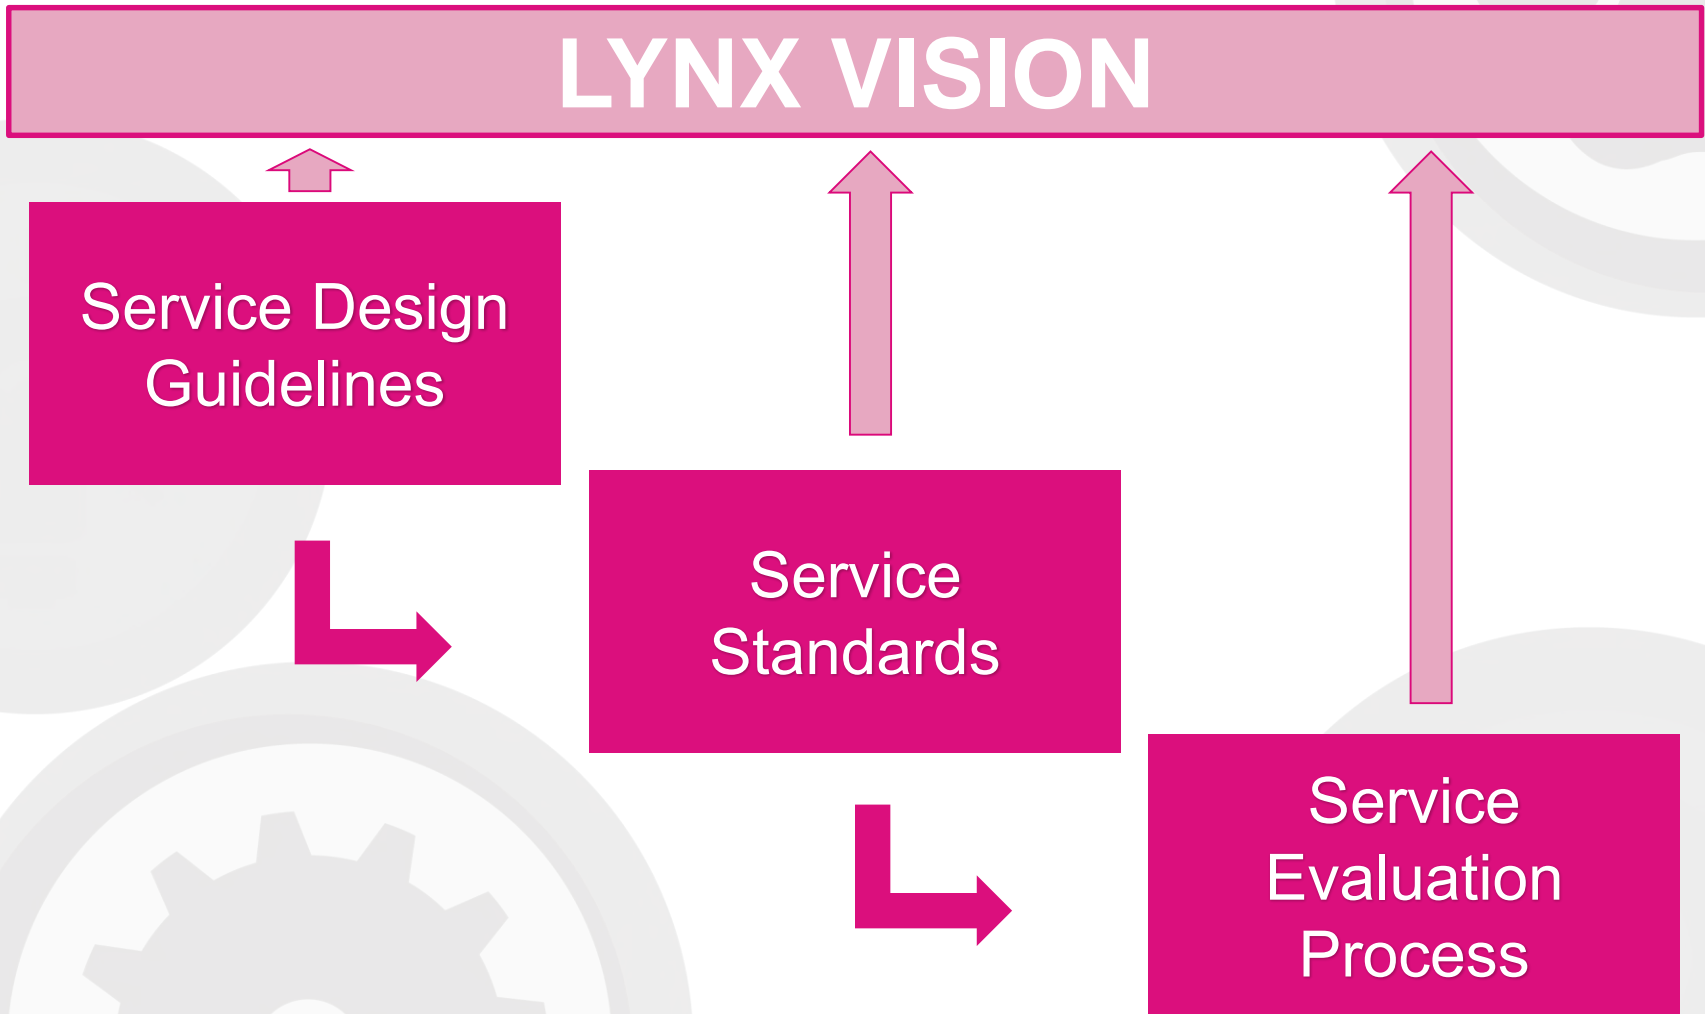 LYNX VISION
Service Design
Guidelines
Service
Standards
Service
Evaluation
Process